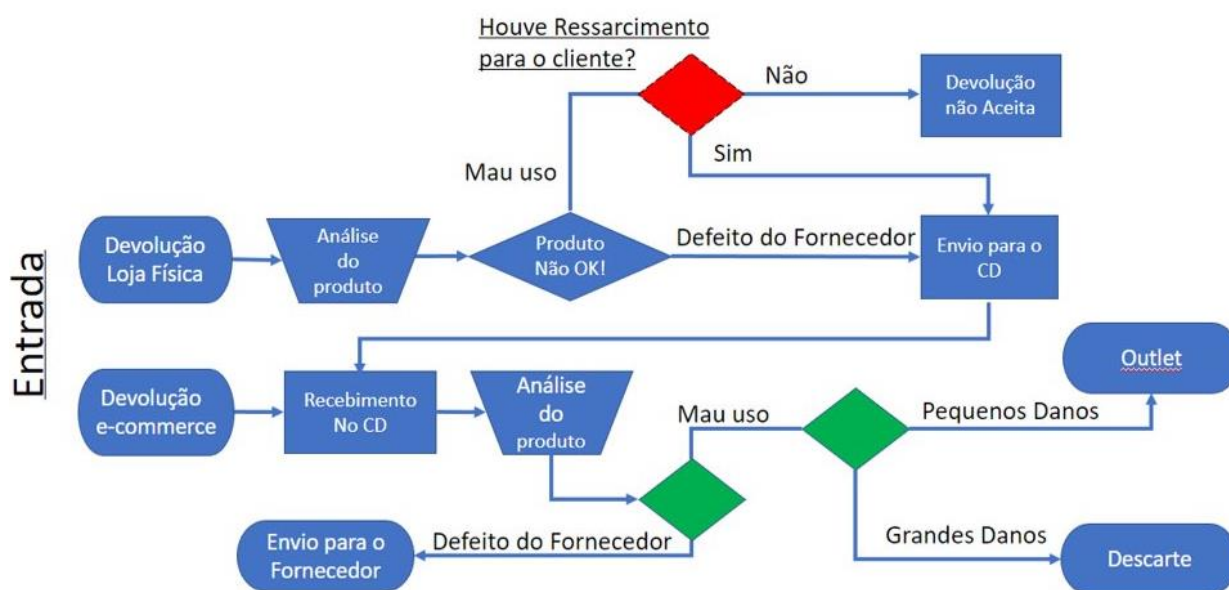 Houve Ressarcimento
para o cliente?
Não
Devolução
não Aceita
Sim
Mau uso
Entrada
Devolução
Loja Física
Análise
do
produto
Produto
Não OK!
Defeito do Fornecedor
Envio para o
CD
Devolução
e-commerce
Recebimento
No CD
Análise
do
produto
Mau uso
Pequenos Danos
Outlet
Defeito do Fornecedor
Envio para o
Fornecedor
Grandes Danos
Descarte